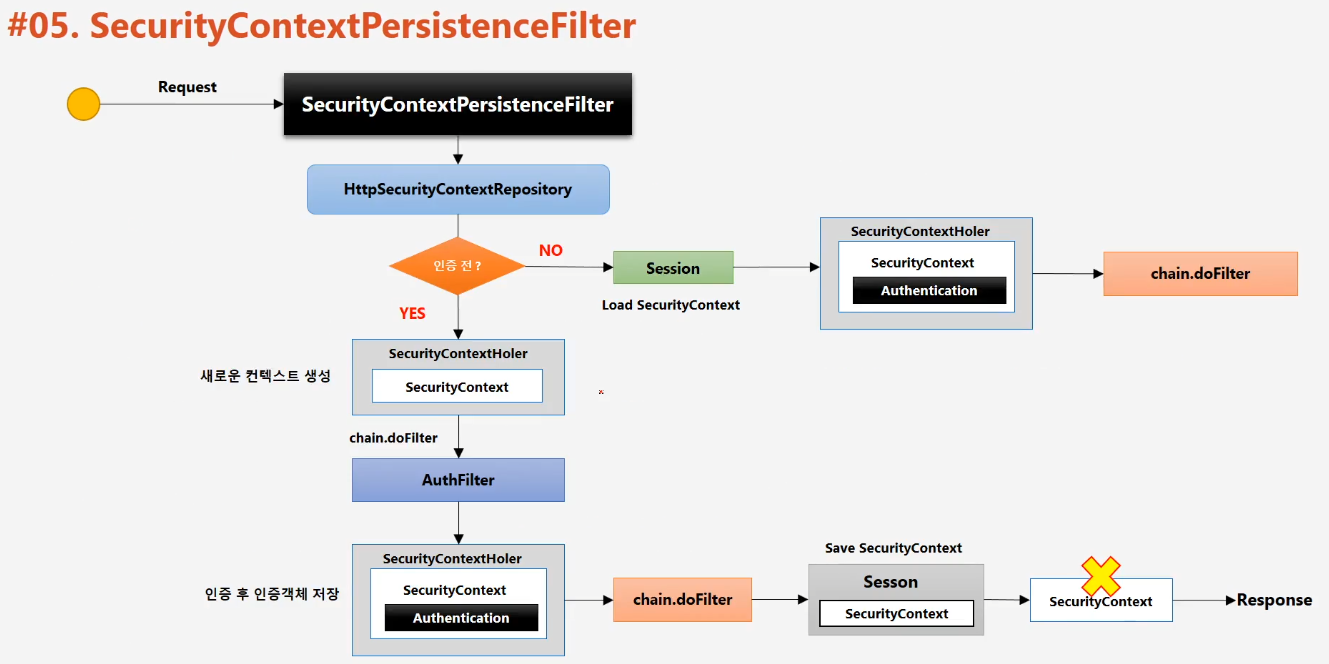 #05. SecurityContextPersistenceFilter
Request
SecurityContextPersistenceFilter
HttpSecurityContextRepository
인증 전 ?
NO
Session
Load SecurityContext
SecurityContextHoler
SecurityContext
Authentication
chain.doFilter
YES
새로운 컨텍스트 생성
SecurityContextHoler
SecurityContext
chain.doFilter
AuthFilter
인증 후 인증객체 저장
SecurityContextHoler
SecurityContext
Authentication
chain.doFilter
Save SecurityContext
Sesson
SecurityContext
SecurityContext
Response